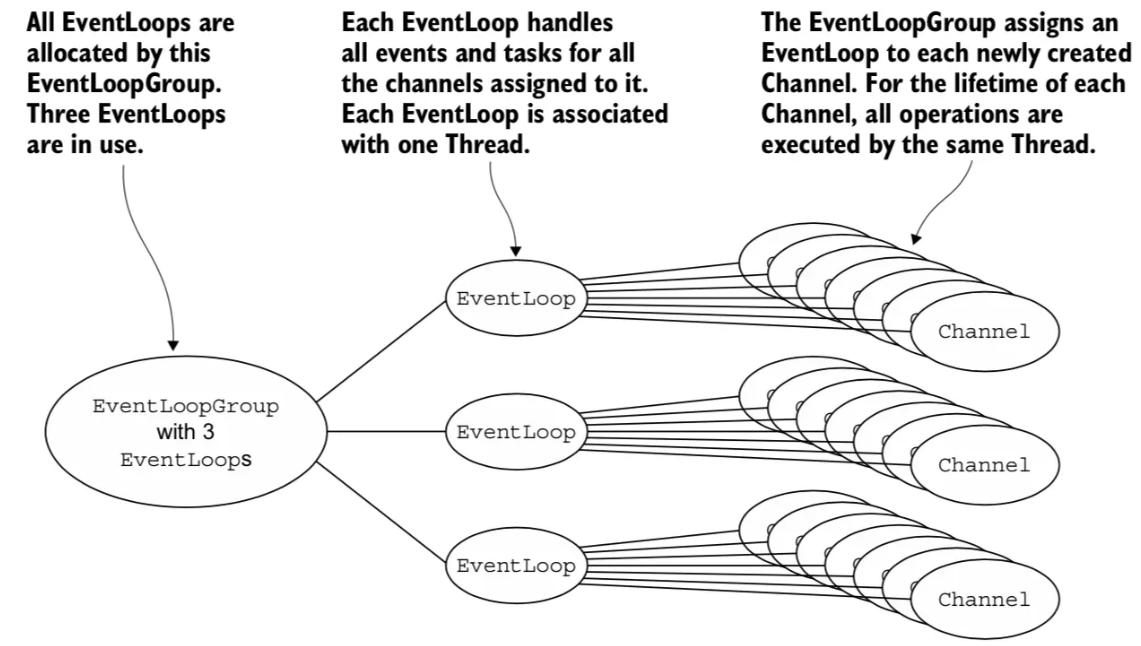 All EventLoops are
allocated by this
EventLoopGroup.
Three EventLoops
are in use.
Each EventLoop handles
all events and tasks for all
the channels assigned to it.
Each EventLoop is associated
with one Thread.
The EventLoopGroup assigns an
EventLoop to each newly created
Channel. For the lifetime of each
Channel, all operations are
executed by the same Thread.
EventLoopGroup
with 3
EventLoops
EventLoop
Channel
EventLoop
Channel
EventLoop
Channel